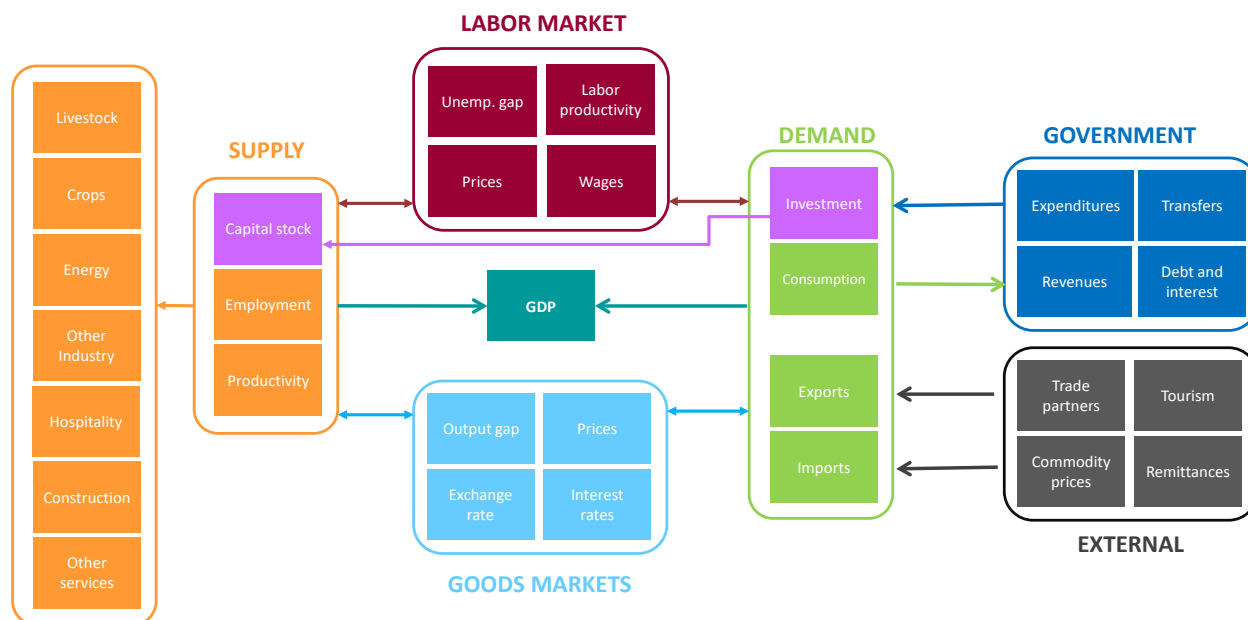 LABOR MARKET
Unemp. gap
Labor
productivity
Prices
Wages
Livestock
Crops
Energy
Other
Industry
Hospitality
Construction
Other
services
SUPPLY
Capital stock
Employment
Productivity
GDP
DEMAND
Investment
Consumption
Exports
Imports
GOVERNMENT
Expenditures
Transfers
Revenues
Debt and
interest
Output gap
Prices
Exchange
rate
Interest
rates
GOODS MARKETS
Trade
partners
Tourism
Commodity
prices
Remittances
EXTERNAL